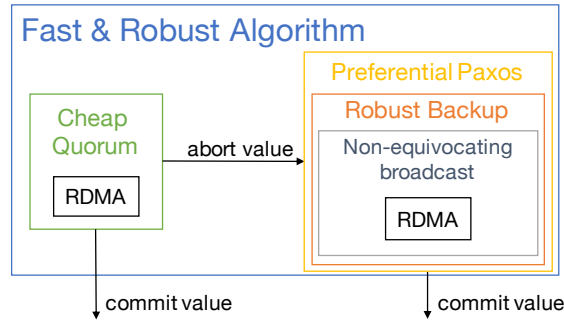 Fast & Robust Algorithm
Preferential Paxos
Robust Backup
Cheap
Quorum
abort value
Non-equivocating
broadcast
RDMA
RDMA
commit value
commit value